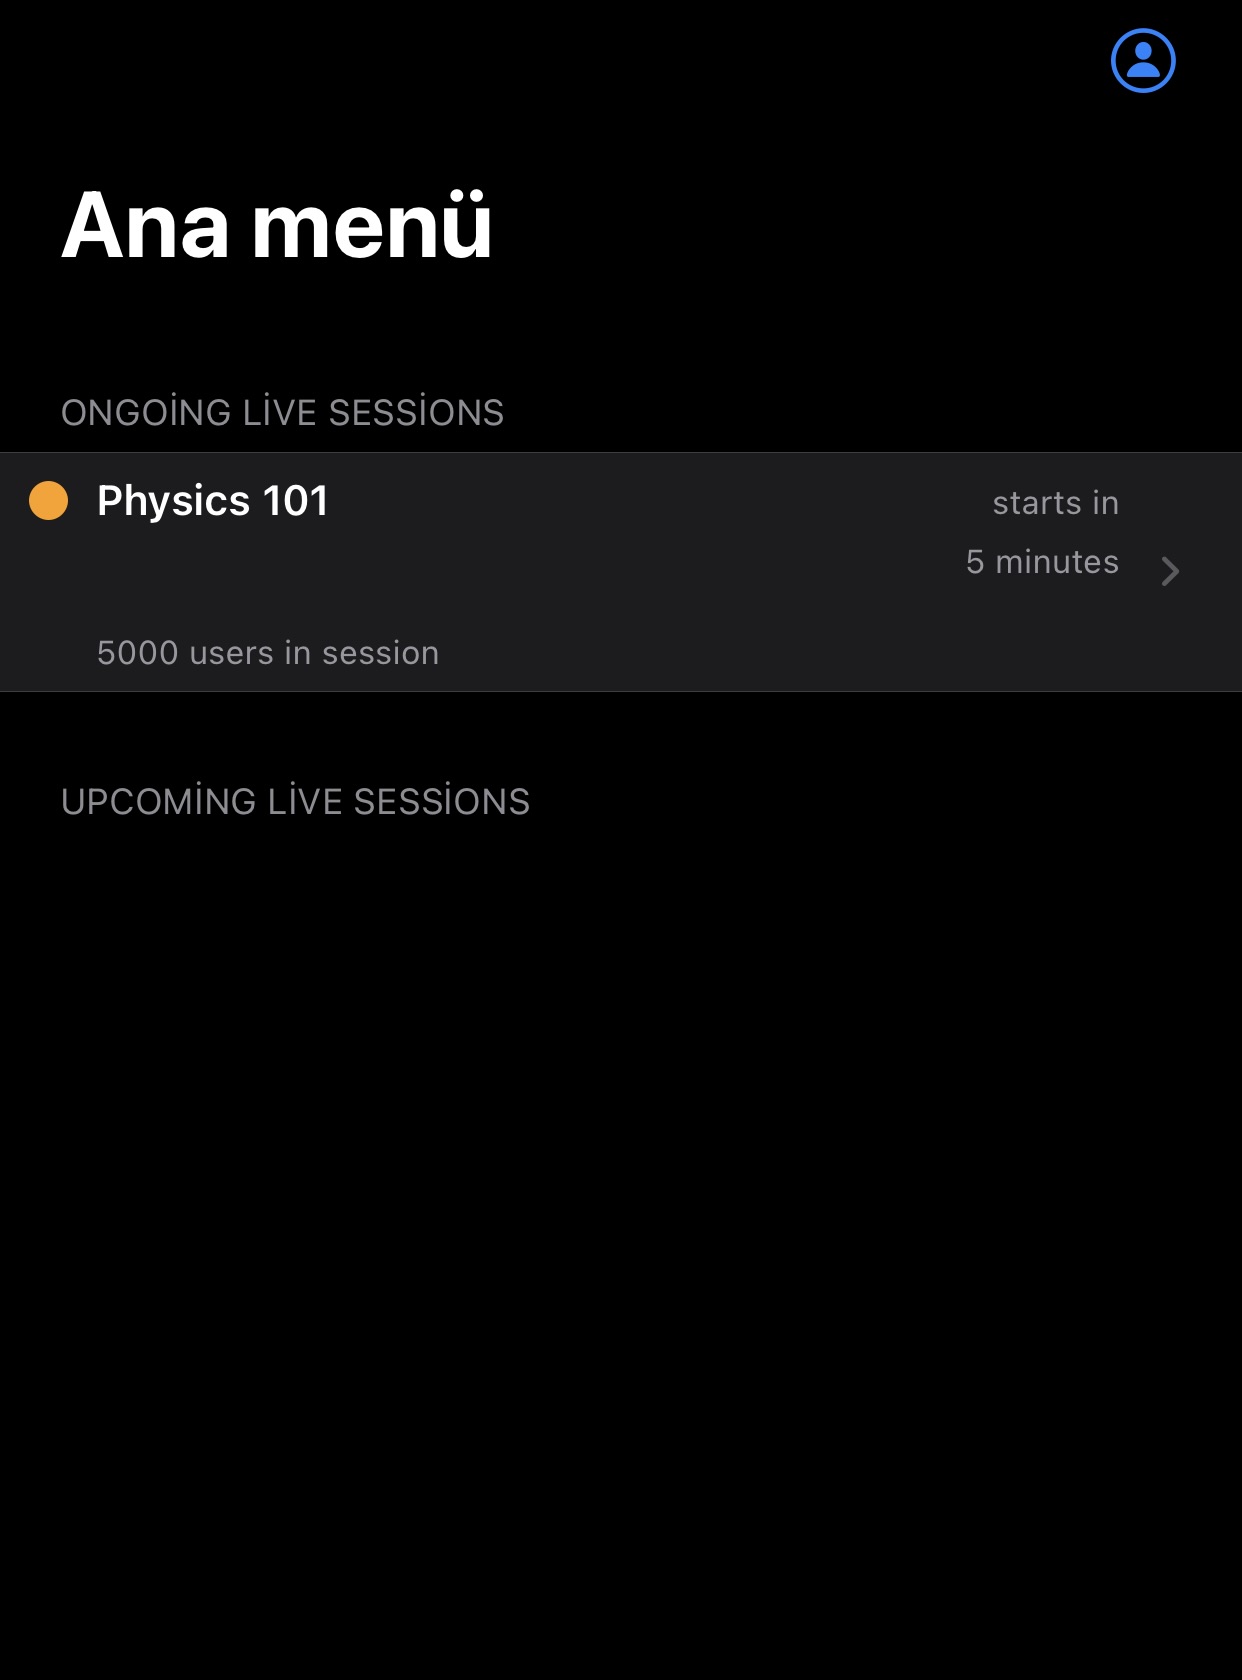 Ana menü
ONGOİNG LİVE SESSİONS
Physics 101
starts in
5 minutes
5000 users in session
UPCOMİNG LİVE SESSİONS